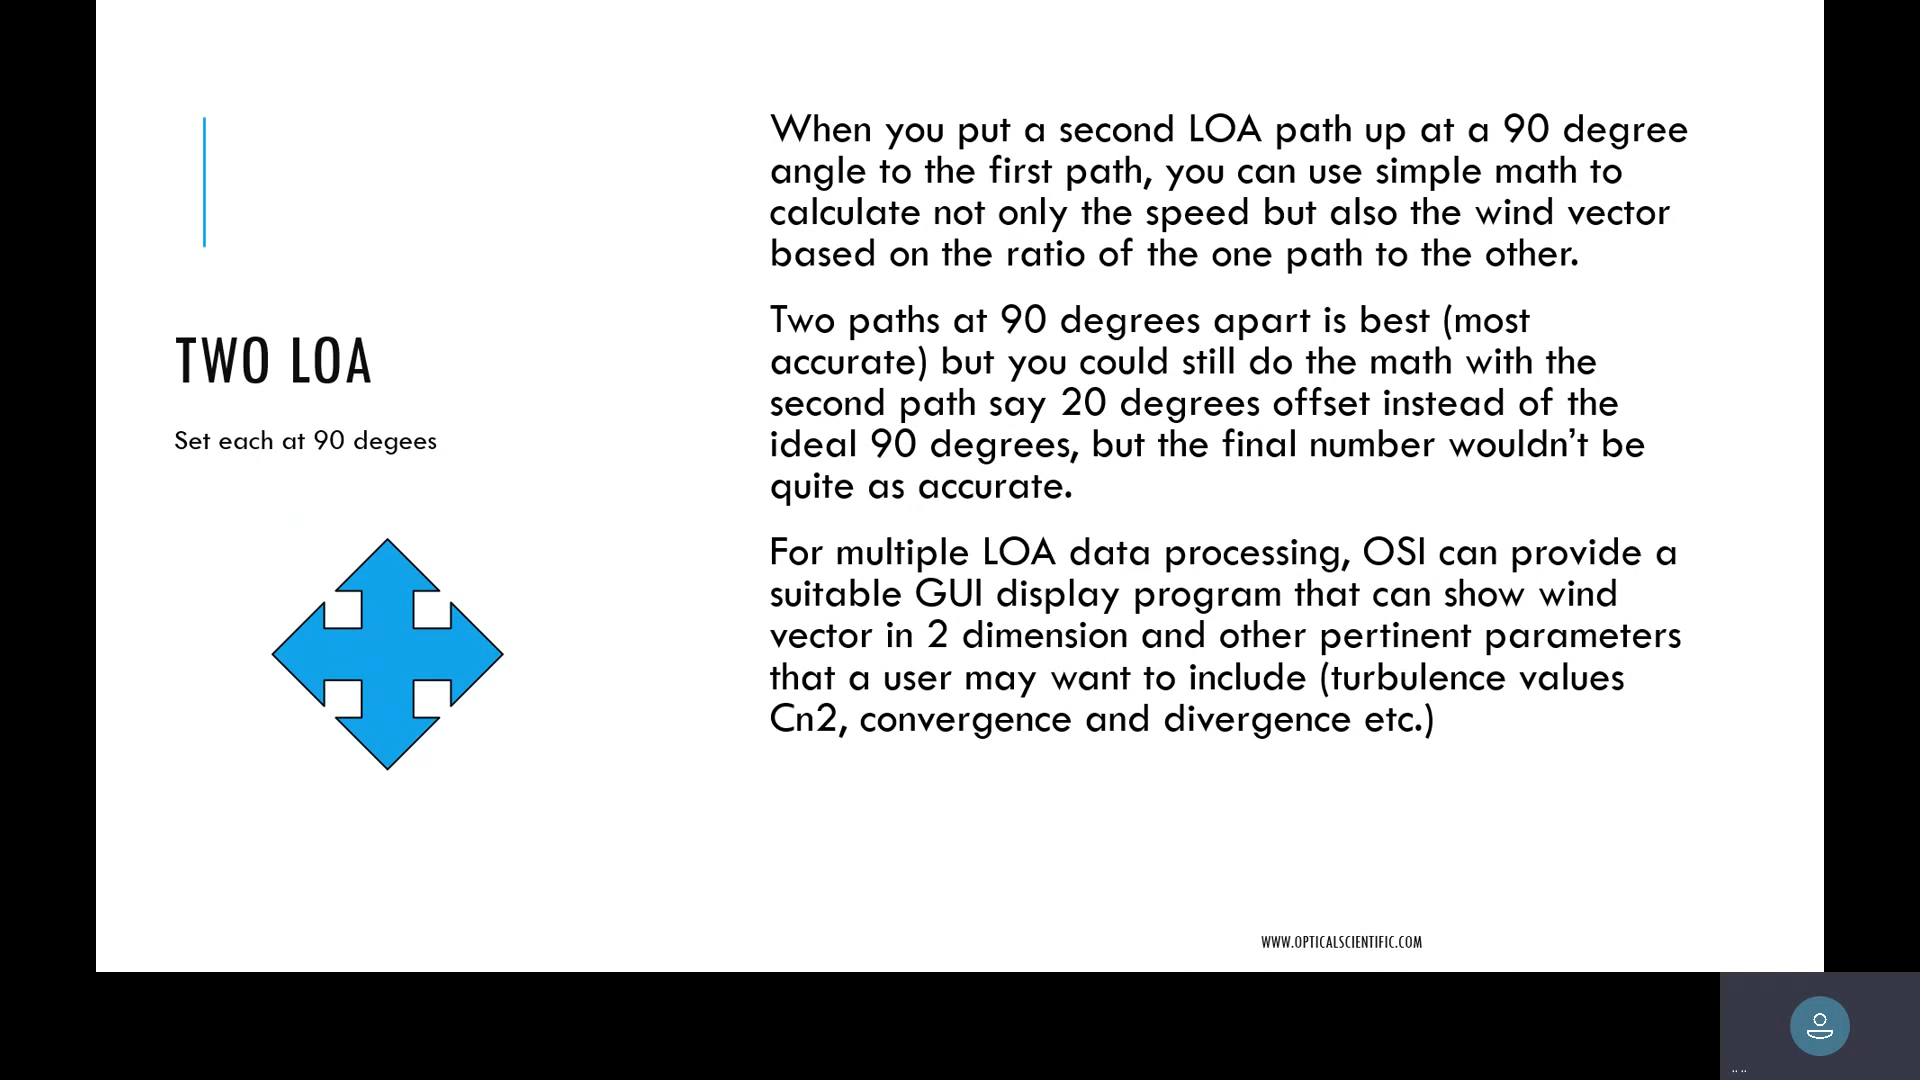 TWO LOA
Set each at 90 degees
When you put a second LOA path up at a 90 degree
angle to the first path, you can use simple math to
calculate not only the speed but also the wind vector
based on the ratio of the one path to the other.
Two paths at 90 degrees apart is best (most
accurate) but you could still do the math with the
second path say 20 degrees offset instead of the
ideal 90 degrees, but the final number wouldn’t be
quite as accurate.
For multiple LOA data processing, OSI can provide a
suitable GUI display program that can show wind
vector in 2 dimension and other pertinent parameters
that a user may want to include (turbulence values
Cn2, convergence and divergence etc.)
WWW.OPTICALSCIENTIFIC.COM